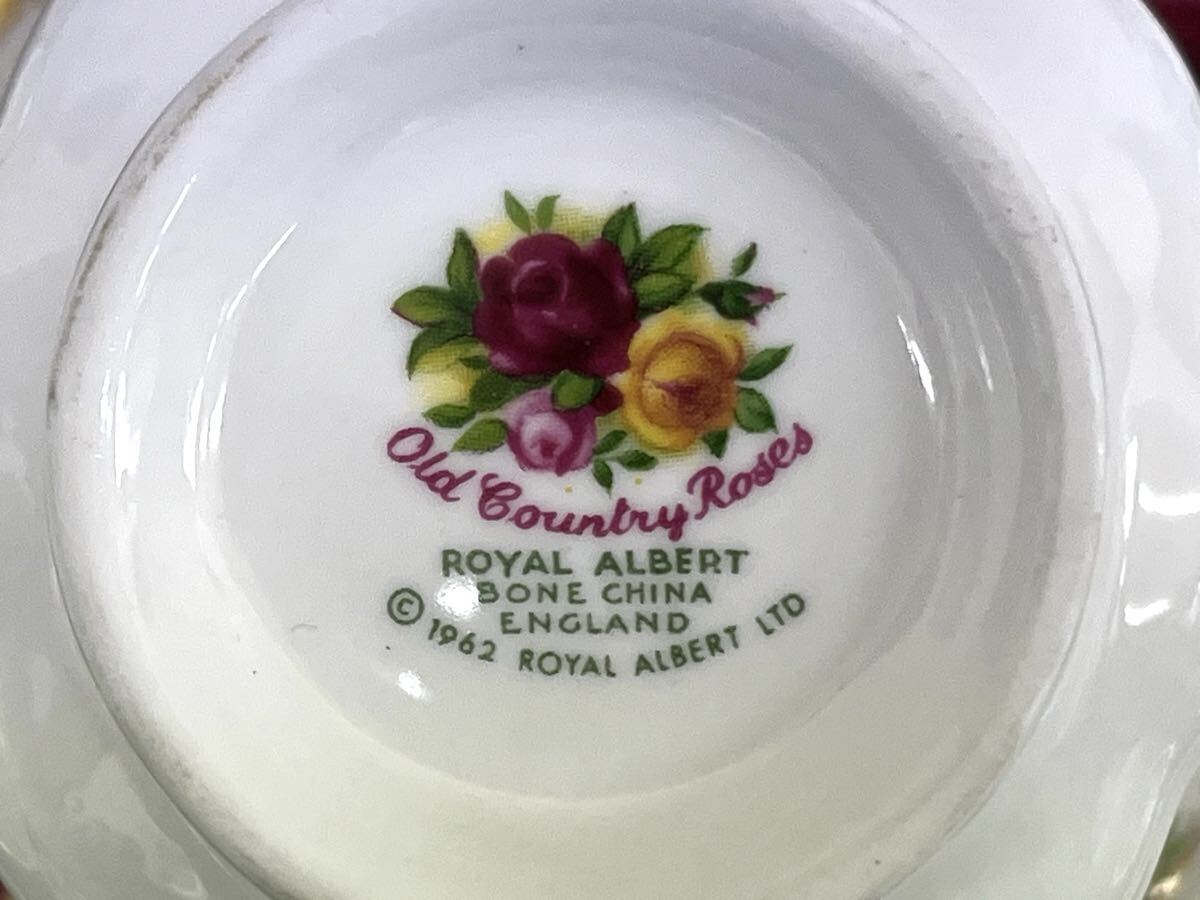 Old Country Roses
ROYAL ALBERT
BONE CHINA
ENGLAND
© 1962 ROYAL ALBERT LTD